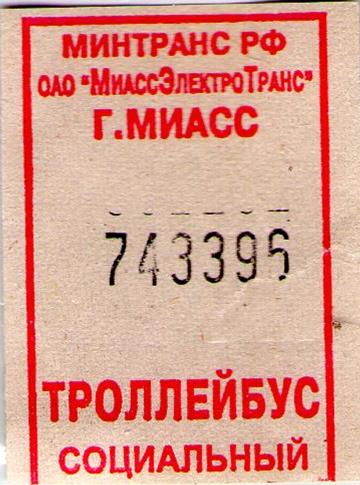 МИНТРАНС РФ
ОАО "МИАССЭЛЕКТРОТРАНС"
Г.МИАСС
743396
ТРОЛЛЕЙБУС
СОЦИАЛЬНЫЙ